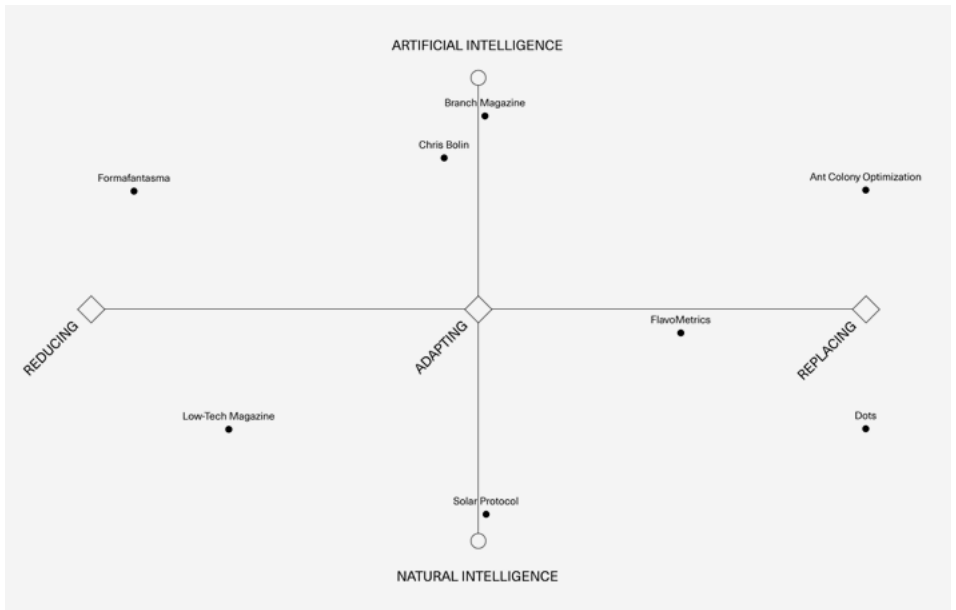 ARTIFICIAL INTELLIGENCE
Branch Magazine
Chris Bolin
Formafantasma
Ant Colony Optimization
REDUCING
ADAPTING
FlavoMetrics
REPLACING
Low-Tech Magazine
Dots
Solar Protocol
NATURAL INTELLIGENCE